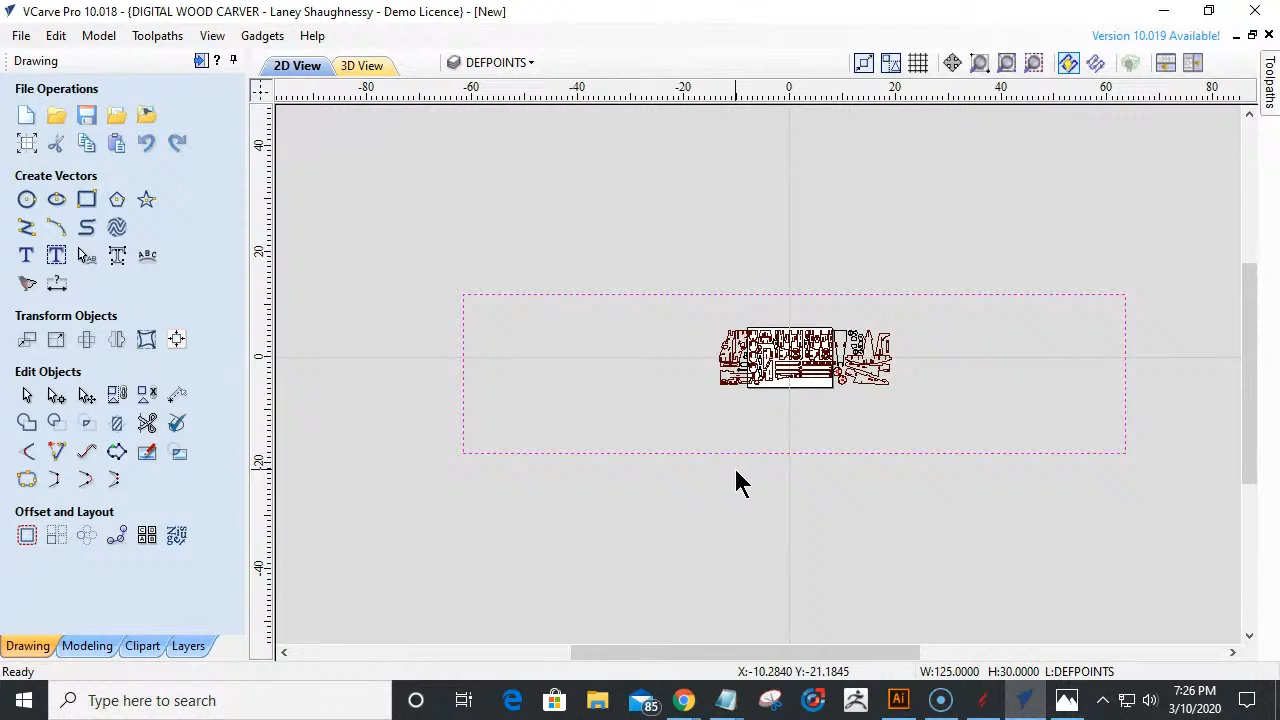 VCarve Pro 10.018 - {DIGITAL WOOD CARVER - Laney Shaughnessy - Demo Licence} - [New]
File Edit Model Toolpaths View Gadgets Help Version 10.019 Available!
Drawing ?
2D View 3D View DEFPOINTS
Toolpaths
File Operations
-80 -60 -40 -20 0 20 40 60 80
40
20
0
-20
-40
Create Vectors
T T AB T ABC
Transform Objects
Edit Objects
Offset and Layout
Drawing Modeling Clipart Layers
Ready X:-10.2840 Y:-21.1845 W:125.0000 H:30.0000 L:DEFPOINTS
Type here to search
85
Ai
7:26 PM
3/10/2020